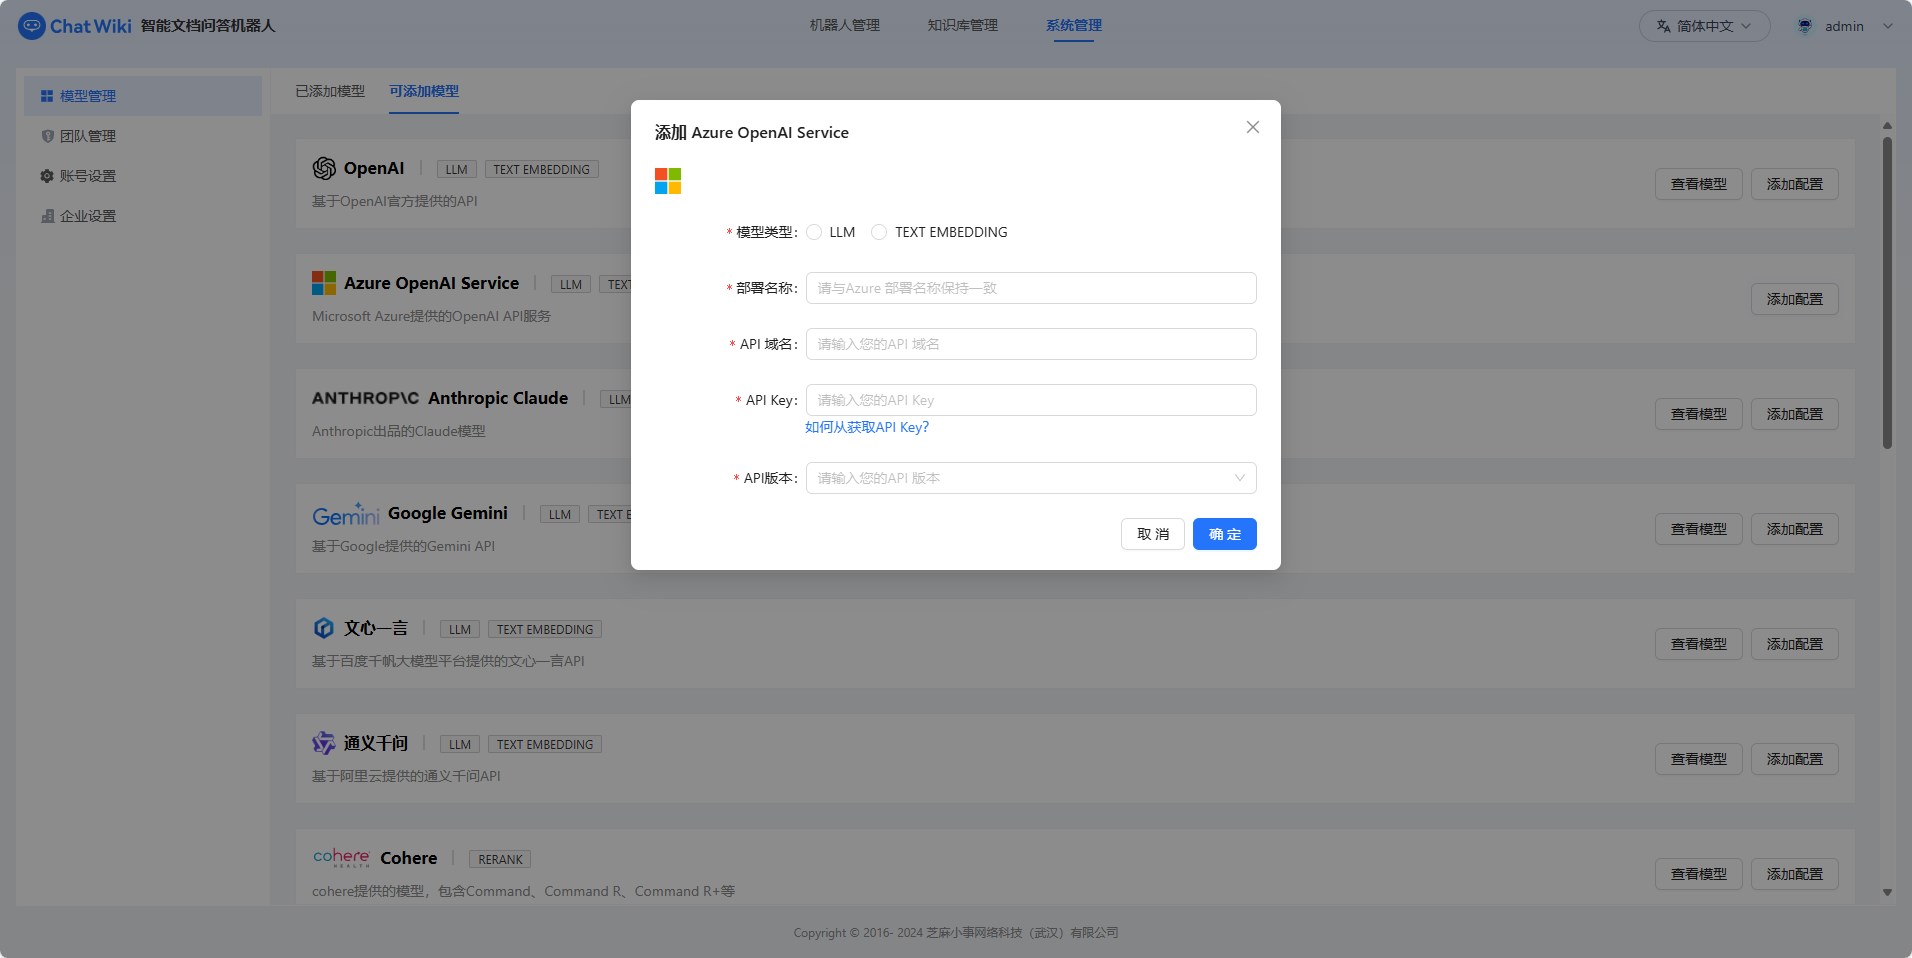 Chat Wiki 智能文档问答机器人
机器人管理
知识库管理
系统管理
简体中文
admin
模型管理
团队管理
账号设置
企业设置
已添加模型
可添加模型
OpenAI LLM TEXT EMBEDDING
基于OpenAI官方提供的API
查看模型 添加配置
Azure OpenAI Service LLM TEXT
Microsoft Azure提供的OpenAI API服务
添加配置
ANTHROP\C Anthropic Claude LLM
Anthropic出品的Claude模型
查看模型 添加配置
Gemini Google Gemini LLM TEXT E
基于Google提供的Gemini API
查看模型 添加配置
文心一言 LLM TEXT EMBEDDING
基于百度千帆大模型平台提供的文心一言API
查看模型 添加配置
通义千问 LLM TEXT EMBEDDING
基于阿里云提供的通义千问API
查看模型 添加配置
cohere HEALTH Cohere RERANK
cohere提供的模型，包含Command、Command R、Command R+等
查看模型 添加配置
添加 Azure OpenAI Service
* 模型类型: LLM TEXT EMBEDDING
* 部署名称: 请与Azure 部署名称保持一致
* API 域名: 请输入您的API 域名
* API Key: 请输入您的API Key
如何从获取API Key?
* API版本: 请输入您的API 版本
取 消 确 定
Copyright © 2016- 2024 芝麻小事网络科技（武汉）有限公司